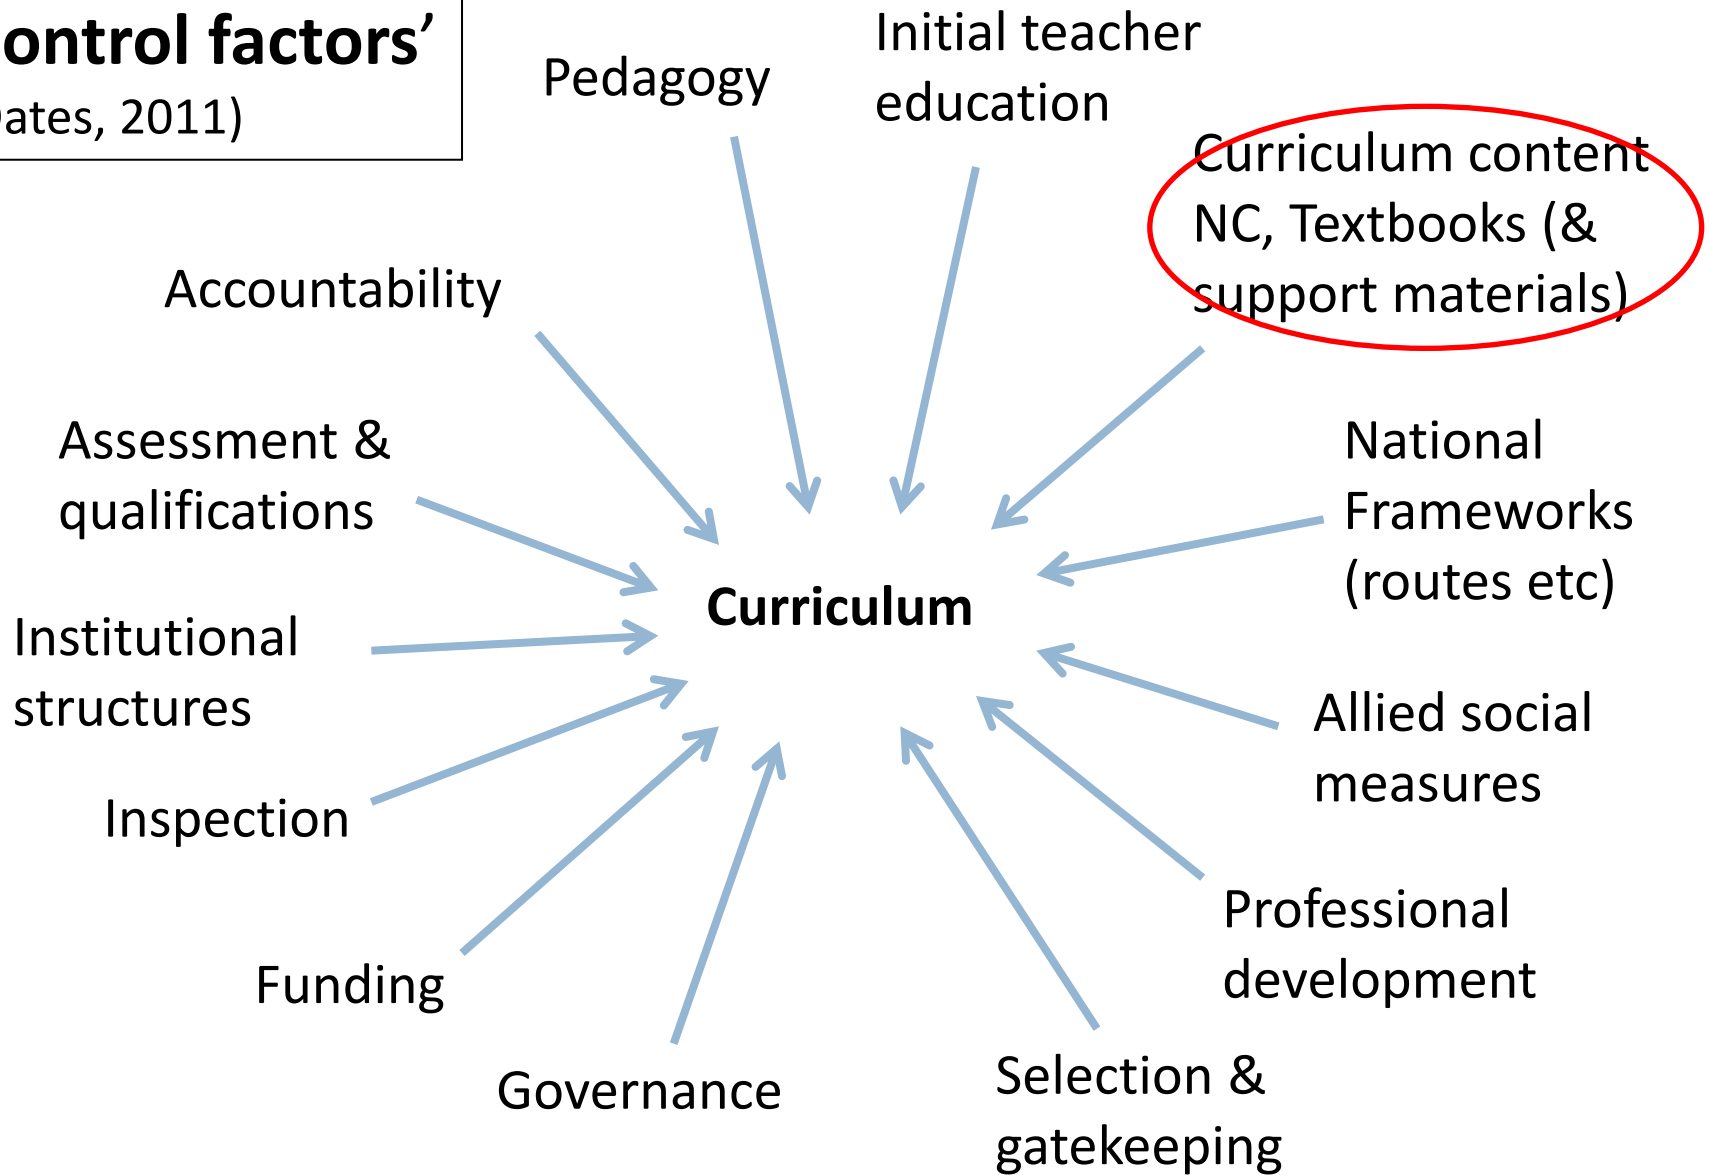 ontrol factors’
ates, 2011)
Pedagogy
Initial teacher
education
Curriculum content
NC, Textbooks (&
support materials)
Accountability
Assessment &
qualifications
National
Frameworks
(routes etc)
Curriculum
Institutional
structures
Allied social
measures
Inspection
Professional
development
Funding
Governance
Selection &
gatekeeping